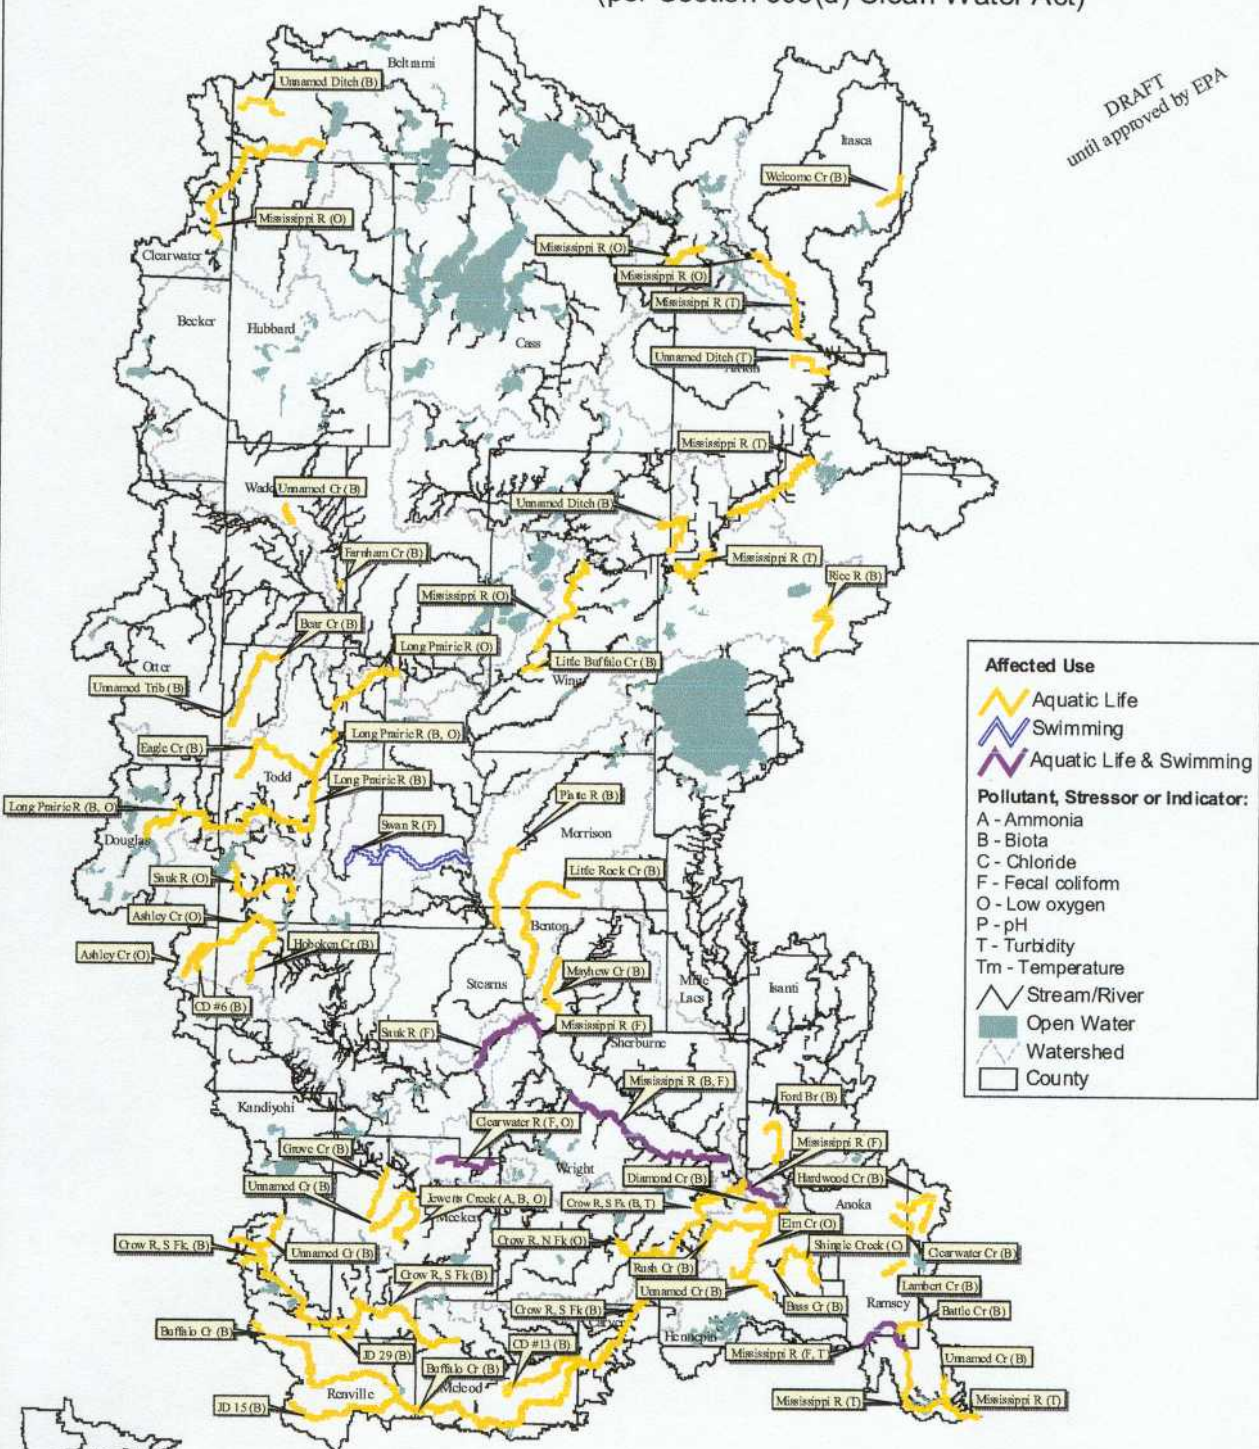 (per Section 303(d) Clean Water Act)
DRAFT
until approved by EPA
Beltrami
Unnamed Ditch (B)
Itasca
Welcome Cr (B)
Mississippi R (O)
Mississippi R (O)
Clearwater
Mississippi R (O)
Mississippi R (T)
Becker
Hubbard
Cass
Unnamed Ditch (T)
Aitkin
Mississippi R (T)
Wade
Unnamed Cr (B)
Unnamed Ditch (B)
Farnham Cr (B)
Mississippi R (T)
Rice R (B)
Mississippi R (O)
Bear Cr (B)
Long Prairie R (O)
Otter
Little Buffalo Cr (B)
Wing
Unnamed Trib (B)
Long Prairie R (B, O)
Eagle Cr (B)
Todd
Long Prairie R (B)
Long Prairie R (B, O)
Platte R (B)
Douglas
Swan R (F)
Morrison
Sauk R (O)
Little Rock Cr (B)
Ashley Cr (O)
Benton
Hoboken Cr (B)
Ashley Cr (O)
Mayhew Cr (B)
Stearns
Mille
Lacs
Isanti
CD #6 (B)
Sauk R (F)
Mississippi R (F)
Sherburne
Mississippi R (B, F)
Ford Br (B)
Kandiyohi
Clearwater R (F, O)
Mississippi R (F)
Grove Cr (B)
Wright
Diamond Cr (B)
Hardwood Cr (B)
Unnamed Cr (B)
Jewetts Creek (A, B, O)
Meeker
Crow R, S Fk (B, T)
Anoka
Elm Cr (O)
Crow R, S Fk, (B)
Unnamed Cr (B)
Crow R, N Fk (O)
Shingle Creek (C)
Clearwater Cr (B)
Rush Cr (B)
Crow R, S Fk (B)
Unnamed Cr (B)
Lambert Cr (B)
Bass Cr (B)
Ramsey
Battle Cr (B)
Crow R, S Fk (B)
Carver
Hennepin
Buffalo Cr (B)
JD 29 (B)
CD #13 (B)
Mississippi R (F, T)
Unnamed Cr (B)
Buffalo Cr (B)
Renville
Mcleod
JD 15 (B)
Mississippi R (T)
Mississippi R (T)
Affected Use
Aquatic Life
Swimming
Aquatic Life & Swimming
Pollutant, Stressor or Indicator:
A - Ammonia
B - Biota
C - Chloride
F - Fecal coliform
O - Low oxygen
P - pH
T - Turbidity
Tm - Temperature
Stream/River
Open Water
Watershed
County